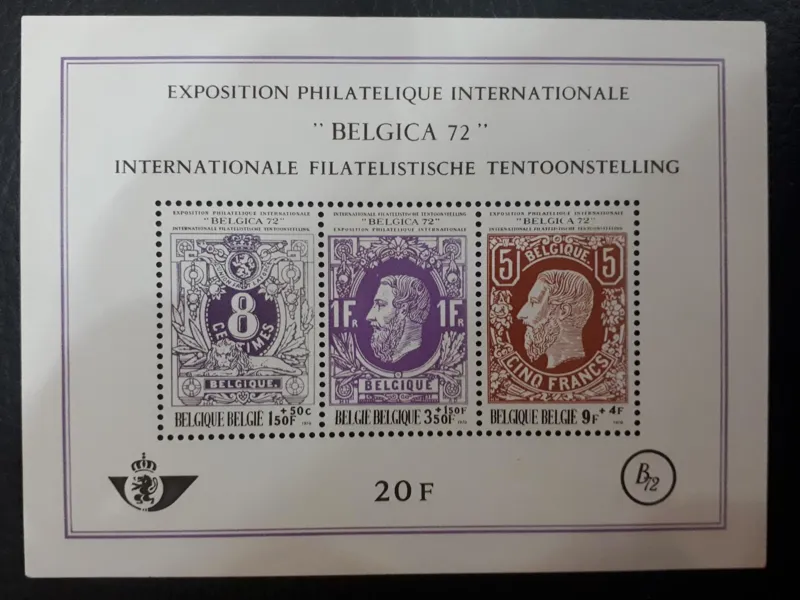 EXPOSITION PHILATELIQUE INTERNATIONALE
"BELGICA 72"
INTERNATIONALE FILATELISTISCHE TENTOONSTELLING
EXPOSITION PHILATELIQUE INTERNATIONALE
"BELGICA 72"
INTERNATIONALE FILATELISTISCHE TENTOONSTELLING
8
CENTIMES
BELGIQUE.
BELGIQUE BELGIË 1 50F + 50C
INTERNATIONALE FILATELISTISCHE TENTOONSTELLING
"BELGICA 72"
EXPOSITION PHILATELIQUE INTERNATIONALE
1FR 1FR
BELGIQUE
BELGIË BELGIQUE 3 50F + 1 50F
EXPOSITION PHILATELIQUE INTERNATIONALE
"BELGICA 72"
INTERNATIONALE FILATELISTISCHE TENTOONSTELLING
5 BELGIQUE 5
CINQ FRANCS
BELGIQUE BELGIË 9F + 4F
20 F
B72